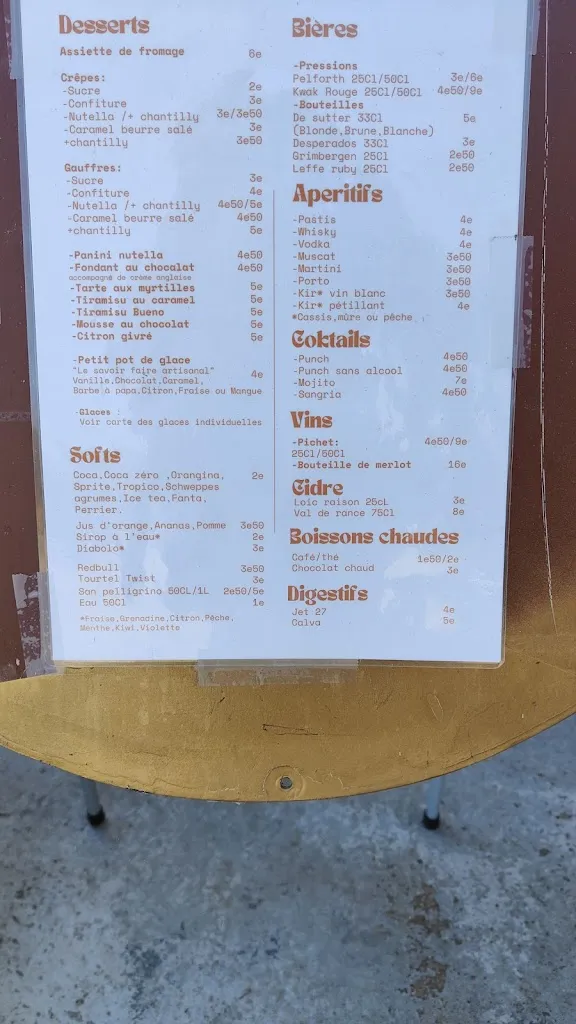 Desserts
Assiette de fromage 6e
Crêpes:
-Sucre 2e
-Confiture 3e
-Nutella /+ chantilly 3e/3e50
-Caramel beurre salé 3e
+chantilly 3e50
Gauffres:
-Sucre 3e
-Confiture 4e
-Nutella /+ chantilly 4e50/5e
-Caramel beurre salé 4e50
+chantilly 5e
-Panini nutella 4e50
-Fondant au chocolat 4e50
accompagné de crème anglaise
-Tarte aux myrtilles 5e
-Tiramisu au caramel 5e
-Tiramisu Bueno 5e
-Mousse au chocolat 5e
-Citron givré 5e
-Petit pot de glace
"Le savoir faire artisanal" 4e
Vanille,Chocolat,Caramel,
Barbe à papa,Citron,Fraise ou Mangue
-Glaces :
Voir carte des glaces individuelles
Softs
Coca,Coca zéro ,Orangina, 2e
Sprite,Tropico,Schweppes
agrumes,Ice tea,Fanta,
Perrier.
Jus d'orange,Ananas,Pomme 3e50
Sirop à l'eau* 2e
Diabolo* 3e
Redbull 3e50
Tourtel Twist 3e
San pelligrino 50CL/1L 2e50/5e
Eau 50Cl 1e
*Fraise,Grenadine,Citron,Pêche,
Menthe,Kiwi,Violette
Bières
-Pressions
Pelforth 25Cl/50Cl 3e/6e
Kwak Rouge 25Cl/50Cl 4e50/9e
-Bouteilles
De sutter 33Cl 5e
(Blonde,Brune,Blanche)
Desperados 33Cl 3e
Grimbergen 25Cl 2e50
Leffe ruby 25Cl 2e50
Aperitifs
-Pastis 4e
-Whisky 4e
-Vodka 4e
-Muscat 3e50
-Martini 3e50
-Porto 3e50
-Kir* vin blanc 3e50
-Kir* pétillant 4e
*Cassis,mûre ou pêche
Coktails
-Punch 4e50
-Punch sans alcool 4e50
-Mojito 7e
-Sangria 4e50
Vins
-Pichet: 4e50/9e
25Cl/50Cl
-Bouteille de merlot 16e
Cidre
Loic raison 25cL 3e
Val de rance 75Cl 8e
Boissons chaudes
Café/thé 1e50/2e
Chocolat chaud 3e
Digestifs
Jet 27 4e
Calva 5e